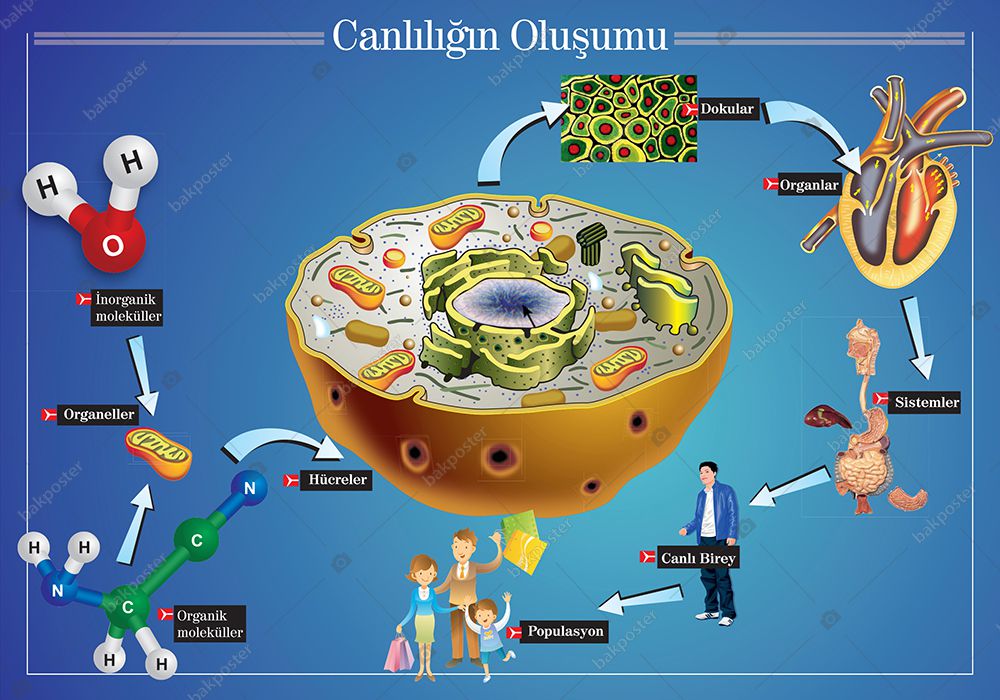 Canlılığın Oluşumu
Dokular
Organlar
H
H
O
İnorganik
moleküller
Organeller
Sistemler
Hücreler
N
C
H
H
N
C
H
H
Organik
moleküller
Canlı Birey
Populasyon
bakposter